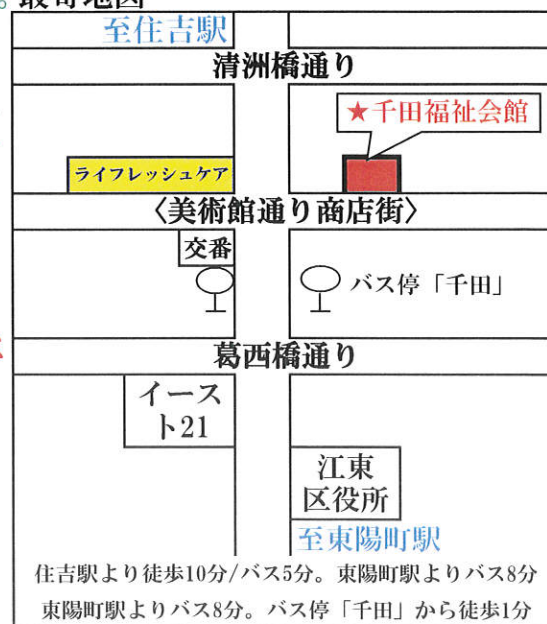 最寄地図
至住吉駅
清洲橋通り
★千田福祉会館
ライフレッシュケア
〈美術館通り商店街〉
交番
バス停「千田」
葛西橋通り
イース
ト21
江東
区役所
至東陽町駅
住吉駅より徒歩10分/バス5分。東陽町駅よりバス8分
東陽町駅よりバス8分。バス停「千田」から徒歩1分